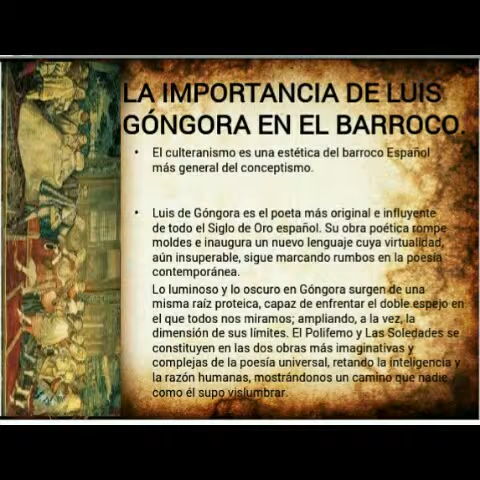 LA IMPORTANCIA DE LUIS
GÓNGORA EN EL BARROCO.
• El culteranismo es una estética del barroco Español
más general del conceptismo.
• Luis de Góngora es el poeta más original e influyente
de todo el Siglo de Oro español. Su obra poética rompe
moldes e inaugura un nuevo lenguaje cuya virtualidad,
aún insuperable, sigue marcando rumbos en la poesía
contemporánea.
Lo luminoso y lo oscuro en Góngora surgen de una
misma raíz proteica, capaz de enfrentar el doble espejo en
el que todos nos miramos; ampliando, a la vez, la
dimensión de sus límites. El Polifemo y Las Soledades se
constituyen en las dos obras más imaginativas y
complejas de la poesía universal, retando la inteligencia y
la razón humanas, mostrándonos un camino que nadie
como él supo vislumbrar.